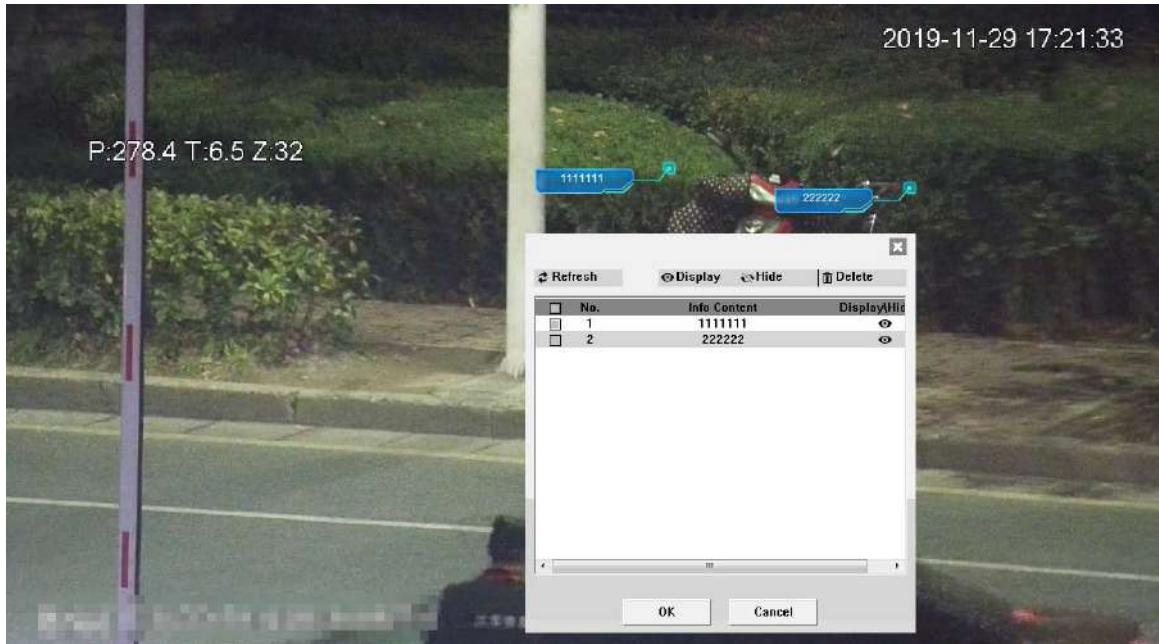 2019-11-29 17:21:33
P:278.4 T:6.5 Z:32
1111111
222222
Refresh Display Hide Delete
No. Info Content Display\Hid
1 1111111
2 222222
OK Cancel